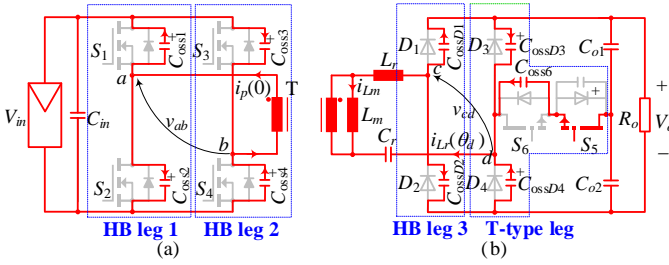 S1
Coss1
S3
Coss3
a
ip(0)
T
Vin
Cin
vab
b
S2
Coss2
S4
Coss4
HB leg 1
HB leg 2
(a)
D1
CossD1
D3
CossD3
Co1
Lr
c
Coss6
iLm
vcd
Lm
Cr
iLr(θd)
d
S6
S5
Ro
+
−
D2
CossD2
D4
CossD4
Co2
HB leg 3
T-type leg
(b)